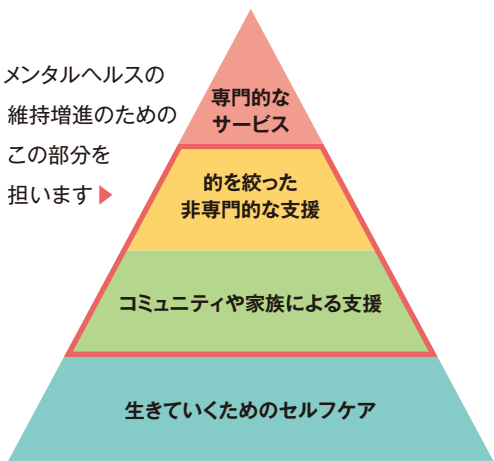 メンタルヘルスの
維持増進のための
この部分を
担います▶
専門的な
サービス
的を絞った
非専門的な支援
コミュニティや家族による支援
生きていくためのセルフケア